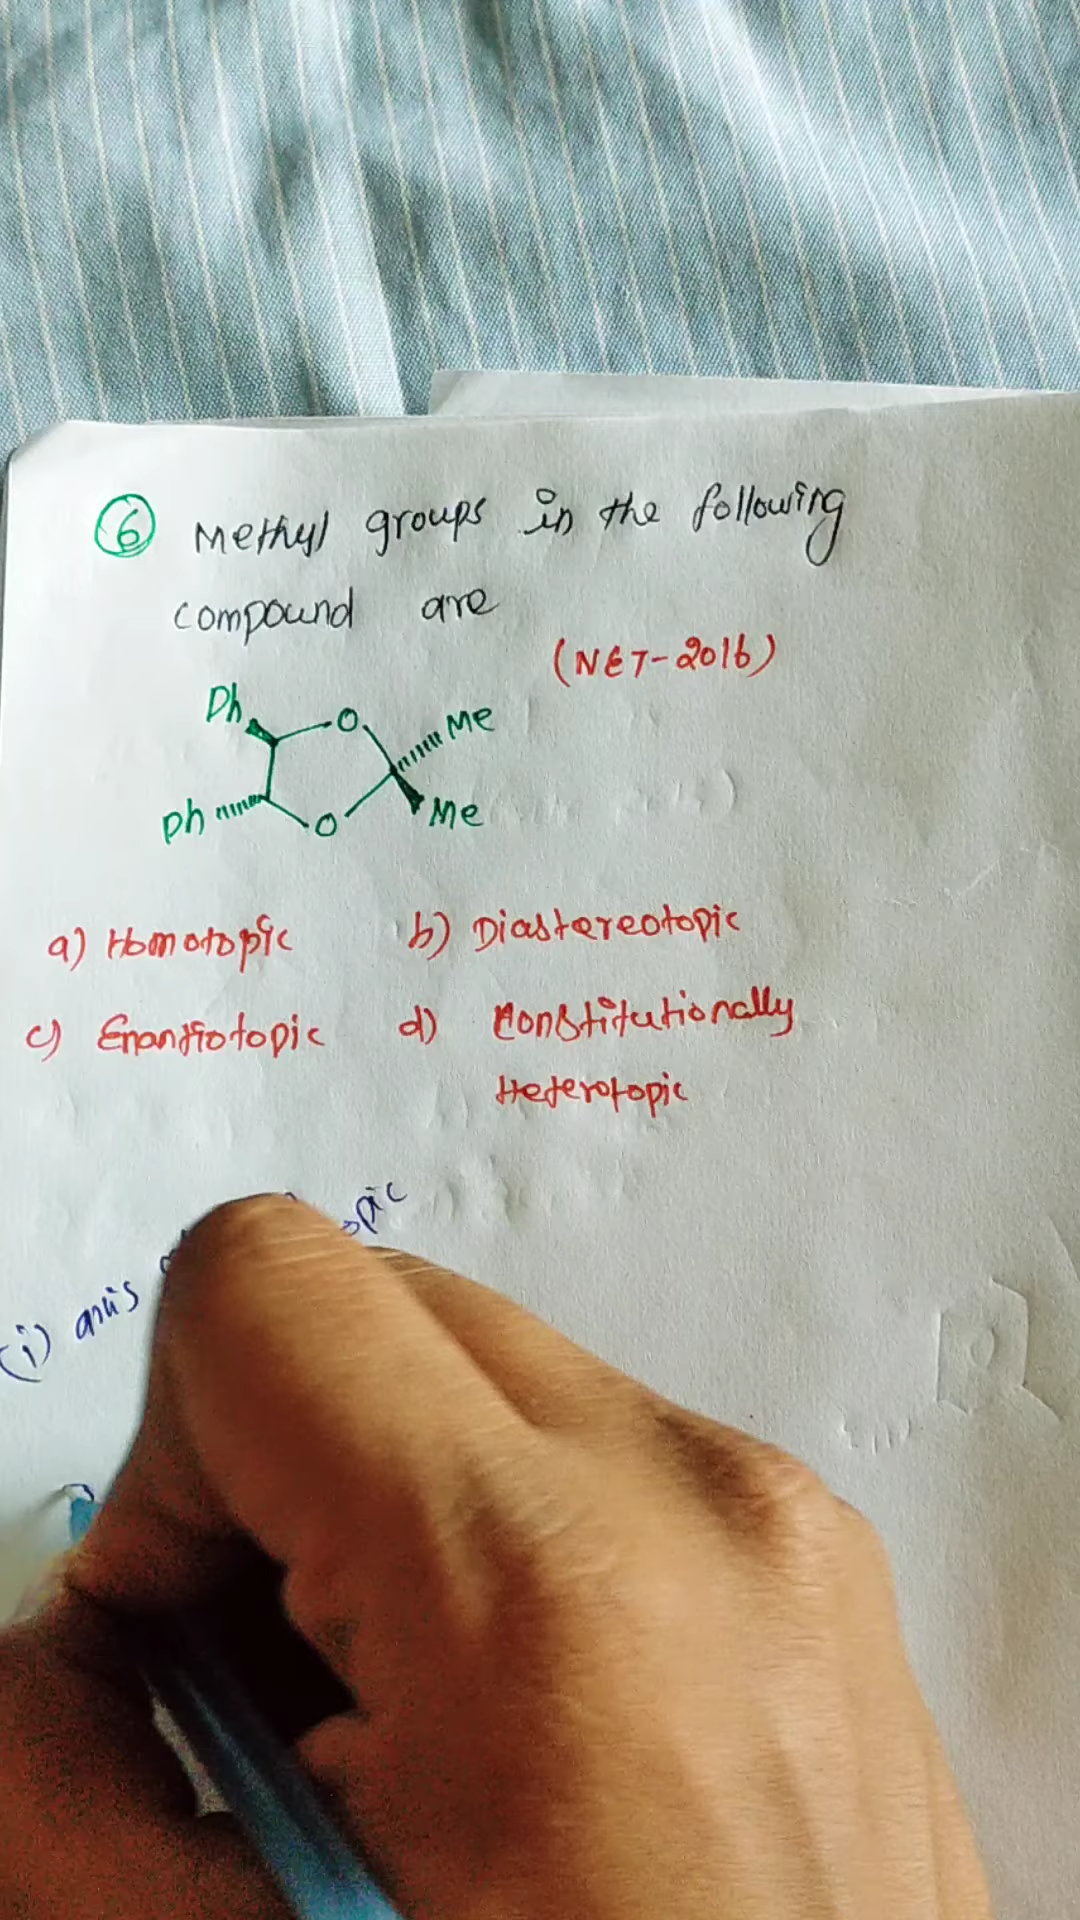 6 Methyl groups in the following
compound are
(NET-2016)
Ph O Me
Ph O Me
a) Homotopic b) Diastereotopic
c) Enantiotopic d) Constitutionally
Heterotopic
(i) axis